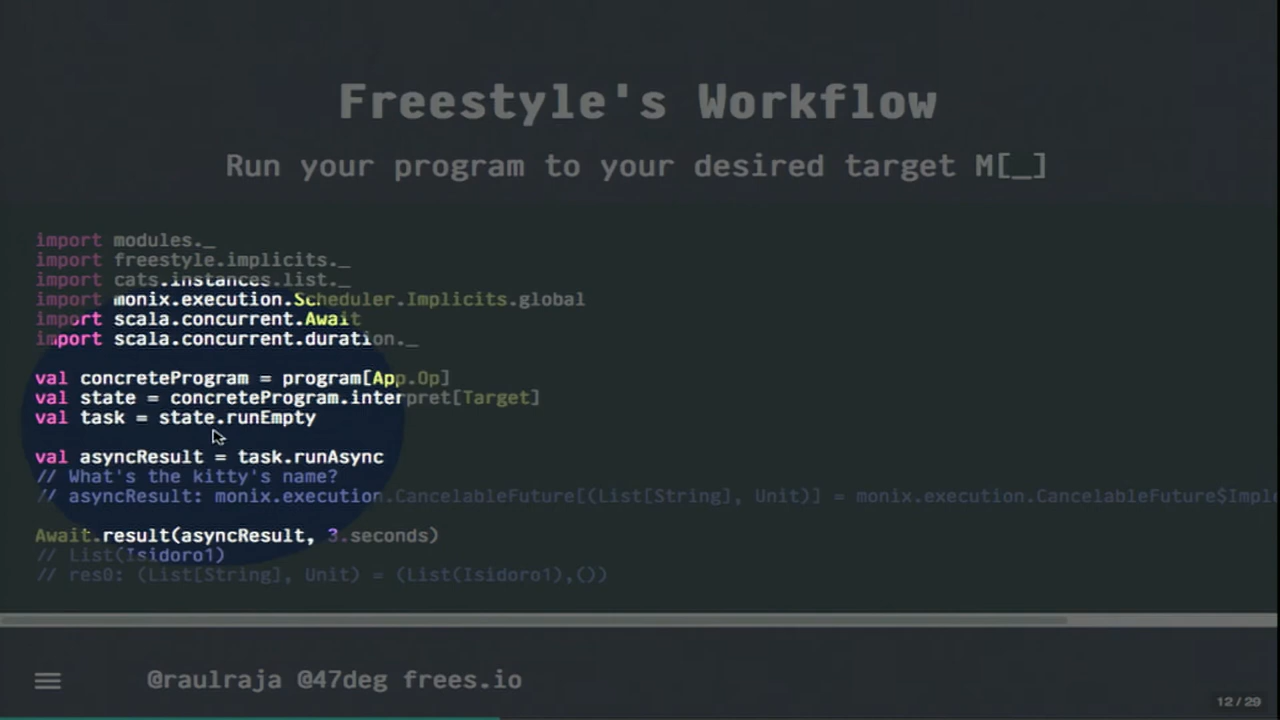 Freestyle's Workflow
Run your program to your desired target M[_]
import modules._
import freestyle.implicits._
import cats.instances.list._
import monix.execution.Scheduler.Implicits.global
import scala.concurrent.Await
import scala.concurrent.duration._
val concreteProgram = program[App.Op]
val state = concreteProgram.interpret[Target]
val task = state.runEmpty
val asyncResult = task.runAsync
// What's the kitty's name?
// asyncResult: monix.execution.CancelableFuture[(List[String], Unit)] = monix.execution.CancelableFuture$Imple
Await.result(asyncResult, 3.seconds)
// List(Isidoro1)
// res0: (List[String], Unit) = (List(Isidoro1),())
@raulraja @47deg frees.io
12 / 29